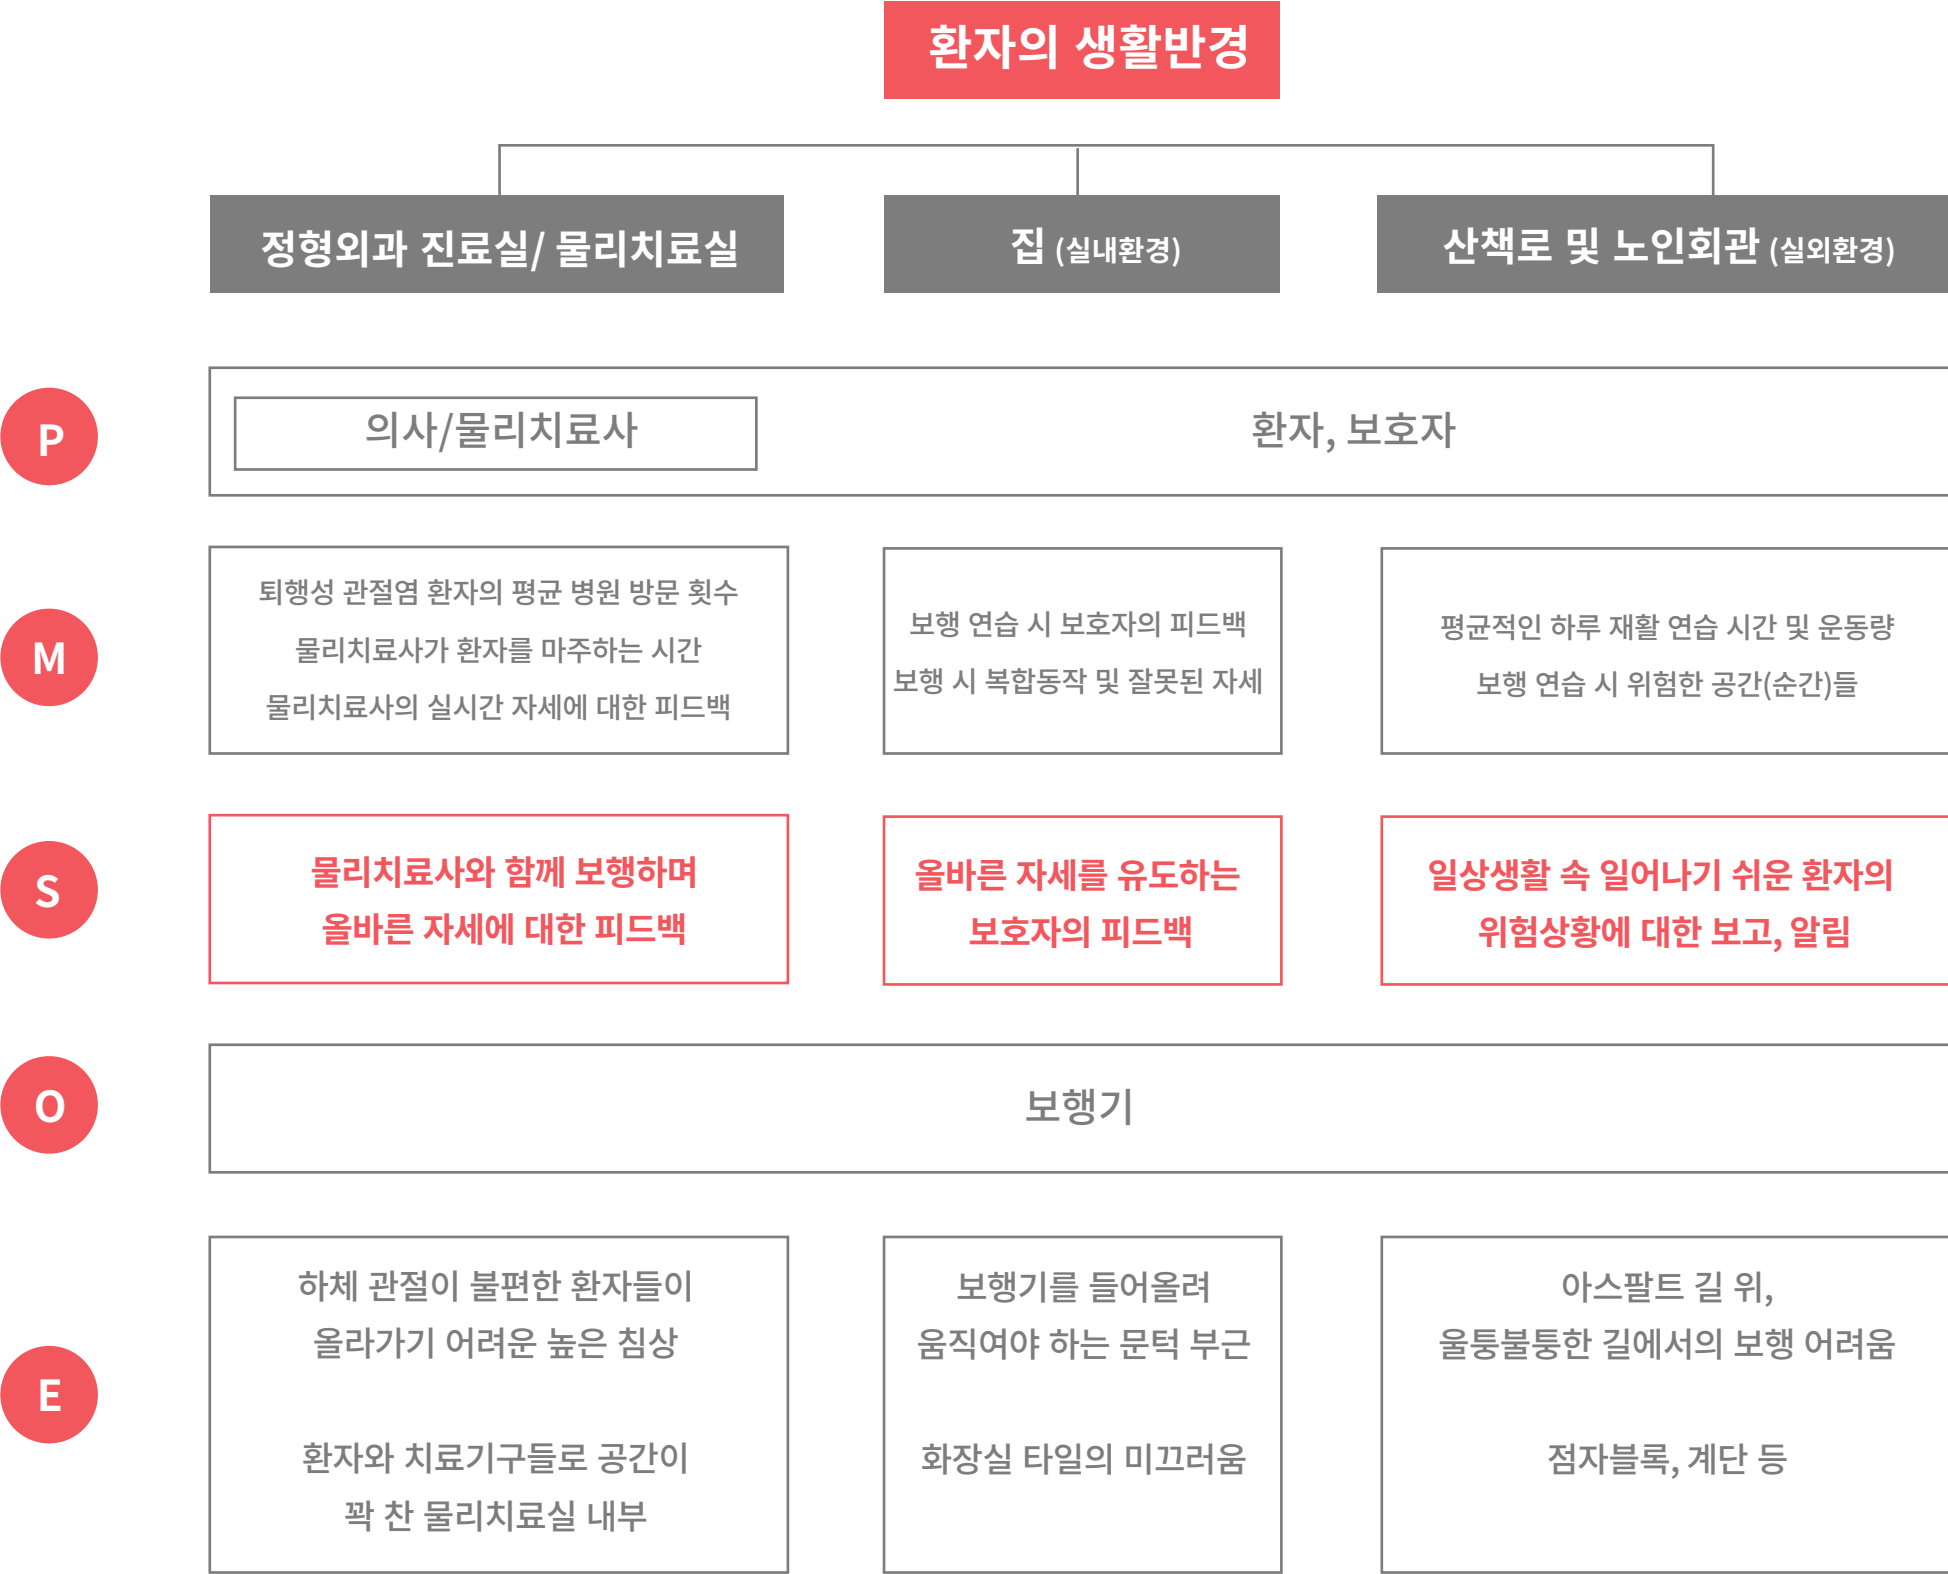 환자의 생활반경
정형외과 진료실/ 물리치료실
집 (실내환경)
산책로 및 노인회관 (실외환경)
P
의사/물리치료사
환자, 보호자
M
퇴행성 관절염 환자의 평균 병원 방문 횟수
물리치료사가 환자를 마주하는 시간
물리치료사의 실시간 자세에 대한 피드백
보행 연습 시 보호자의 피드백
보행 시 복합동작 및 잘못된 자세
평균적인 하루 재활 연습 시간 및 운동량
보행 연습 시 위험한 공간(순간)들
S
물리치료사와 함께 보행하며
올바른 자세에 대한 피드백
올바른 자세를 유도하는
보호자의 피드백
일상생활 속 일어나기 쉬운 환자의
위험상황에 대한 보고, 알림
O
보행기
E
하체 관절이 불편한 환자들이
올라가기 어려운 높은 침상
환자와 치료기구들로 공간이
꽉 찬 물리치료실 내부
보행기를 들어올려
움직여야 하는 문턱 부근
화장실 타일의 미끄러움
아스팔트 길 위,
울퉁불퉁한 길에서의 보행 어려움
점자블록, 계단 등